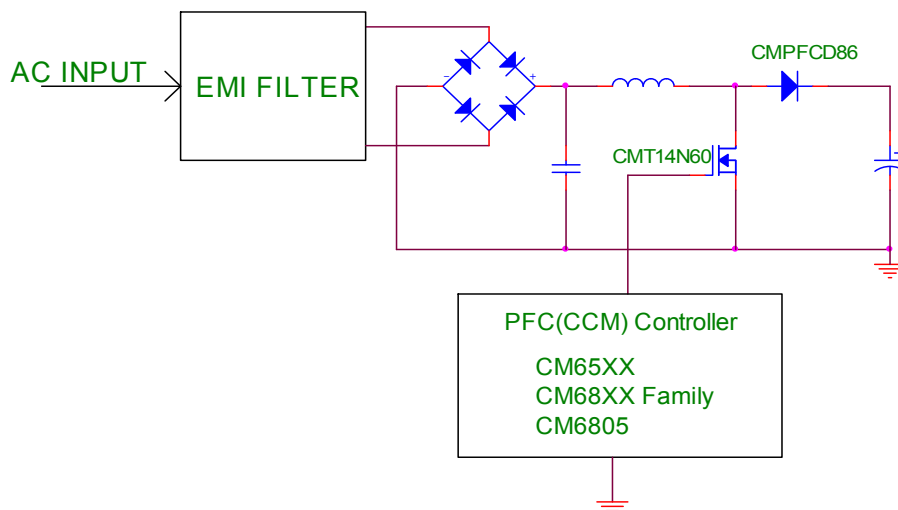 CMPFCD86
AC INPUT
EMI FILTER
CMT14N60
PFC(CCM) Controller
CM65XX
CM68XX Family
CM6805